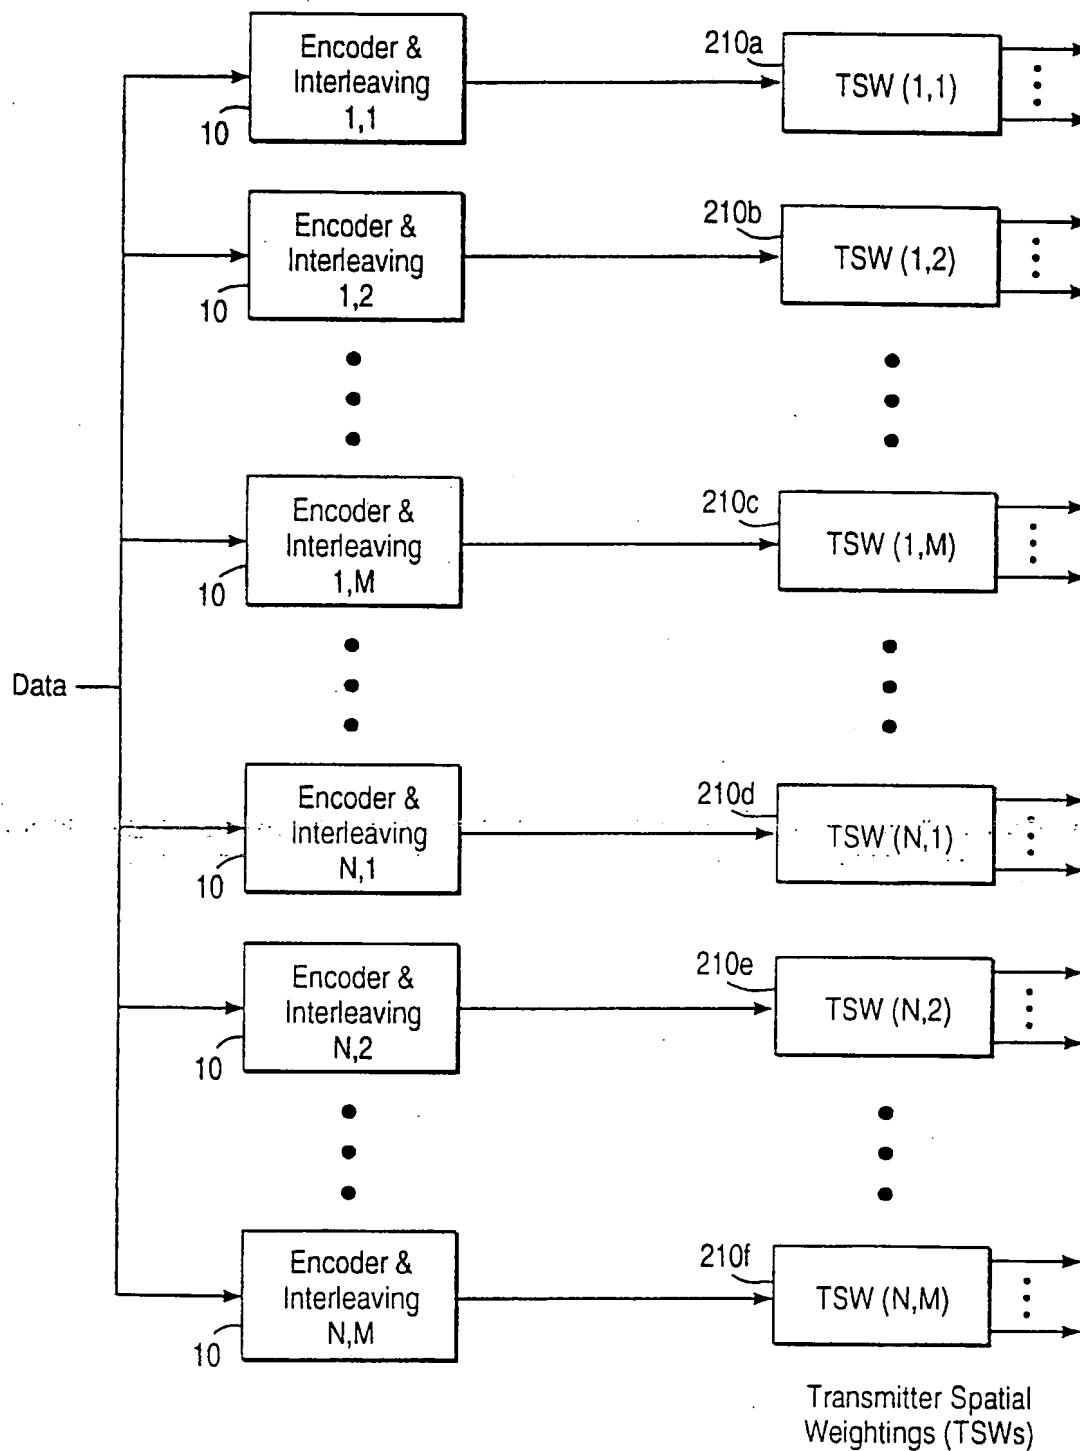 Encoder &
Interleaving
1,1
10
210a
TSW (1,1)
Encoder &
Interleaving
1,2
10
210b
TSW (1,2)
Encoder &
Interleaving
1,M
10
210c
TSW (1,M)
Data
Encoder &
Interleaving
N,1
10
210d
TSW (N,1)
Encoder &
Interleaving
N,2
10
210e
TSW (N,2)
Encoder &
Interleaving
N,M
10
210f
TSW (N,M)
Transmitter Spatial
Weightings (TSWs)